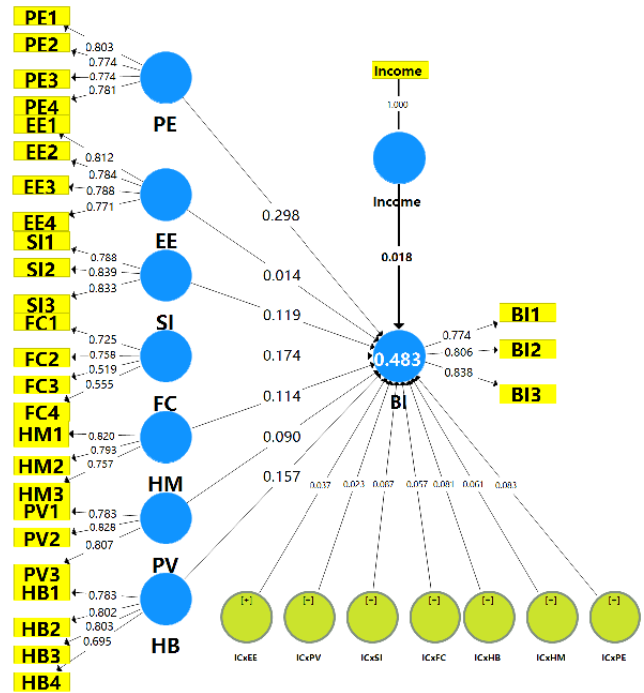 PE1
PE2
PE3
PE4
0.803
0.774
0.774
0.781
PE
EE1
EE2
EE3
EE4
0.812
0.784
0.788
0.771
EE
SI1
SI2
SI3
0.788
0.839
0.833
SI
FC1
FC2
FC3
FC4
0.725
0.758
0.519
0.555
FC
HM1
HM2
HM3
0.820
0.793
0.757
HM
PV1
PV2
PV3
0.783
0.828
0.807
PV
HB1
HB2
HB3
HB4
0.783
0.802
0.803
0.695
HB
0.298
0.014
0.119
0.174
0.114
0.090
0.157
Income
1.000
Income
0.018
0.483
BI
0.774
0.806
0.838
BI1
BI2
BI3
0.037
0.023
0.067
0.057
0.081
0.061
0.083
[+]
[-]
[-]
[-]
[-]
[-]
[-]
ICxEE
ICxPV
ICxSI
ICxFC
ICxHB
ICxHM
ICxPE